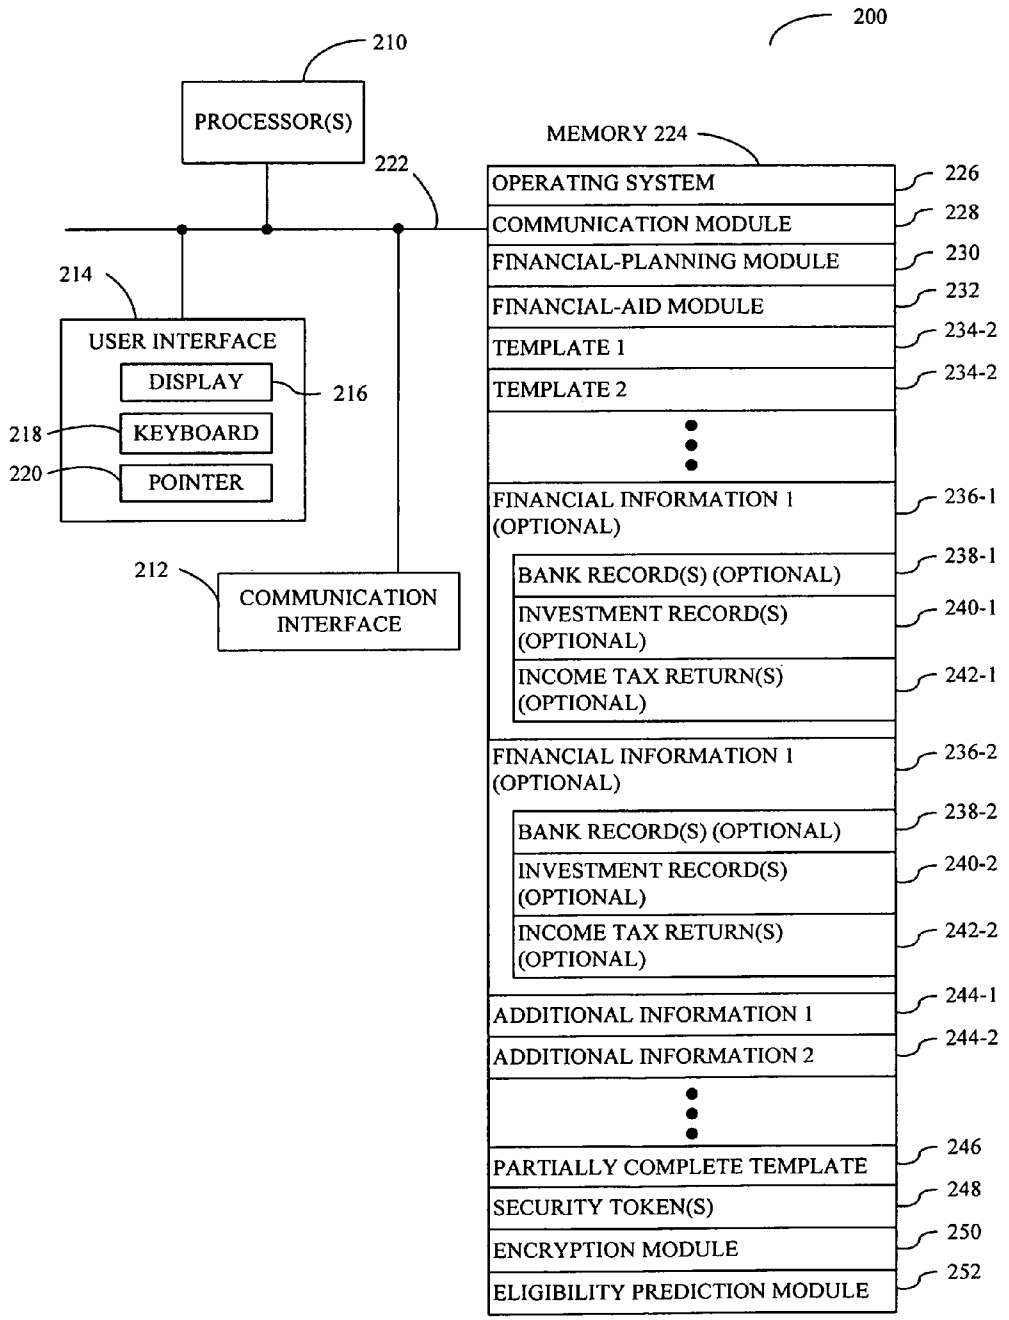 200
210
PROCESSOR(S)
MEMORY 224
222
OPERATING SYSTEM
226
COMMUNICATION MODULE
228
FINANCIAL-PLANNING MODULE
230
FINANCIAL-AID MODULE
232
TEMPLATE 1
234-2
TEMPLATE 2
234-2
214
USER INTERFACE
DISPLAY
216
218
KEYBOARD
220
POINTER
212
COMMUNICATION
INTERFACE
FINANCIAL INFORMATION 1
(OPTIONAL)
236-1
BANK RECORD(S) (OPTIONAL)
238-1
INVESTMENT RECORD(S)
(OPTIONAL)
240-1
INCOME TAX RETURN(S)
(OPTIONAL)
242-1
FINANCIAL INFORMATION 1
(OPTIONAL)
236-2
BANK RECORD(S) (OPTIONAL)
238-2
INVESTMENT RECORD(S)
(OPTIONAL)
240-2
INCOME TAX RETURN(S)
(OPTIONAL)
242-2
ADDITIONAL INFORMATION 1
244-1
ADDITIONAL INFORMATION 2
244-2
PARTIALLY COMPLETE TEMPLATE
246
SECURITY TOKEN(S)
248
ENCRYPTION MODULE
250
ELIGIBILITY PREDICTION MODULE
252